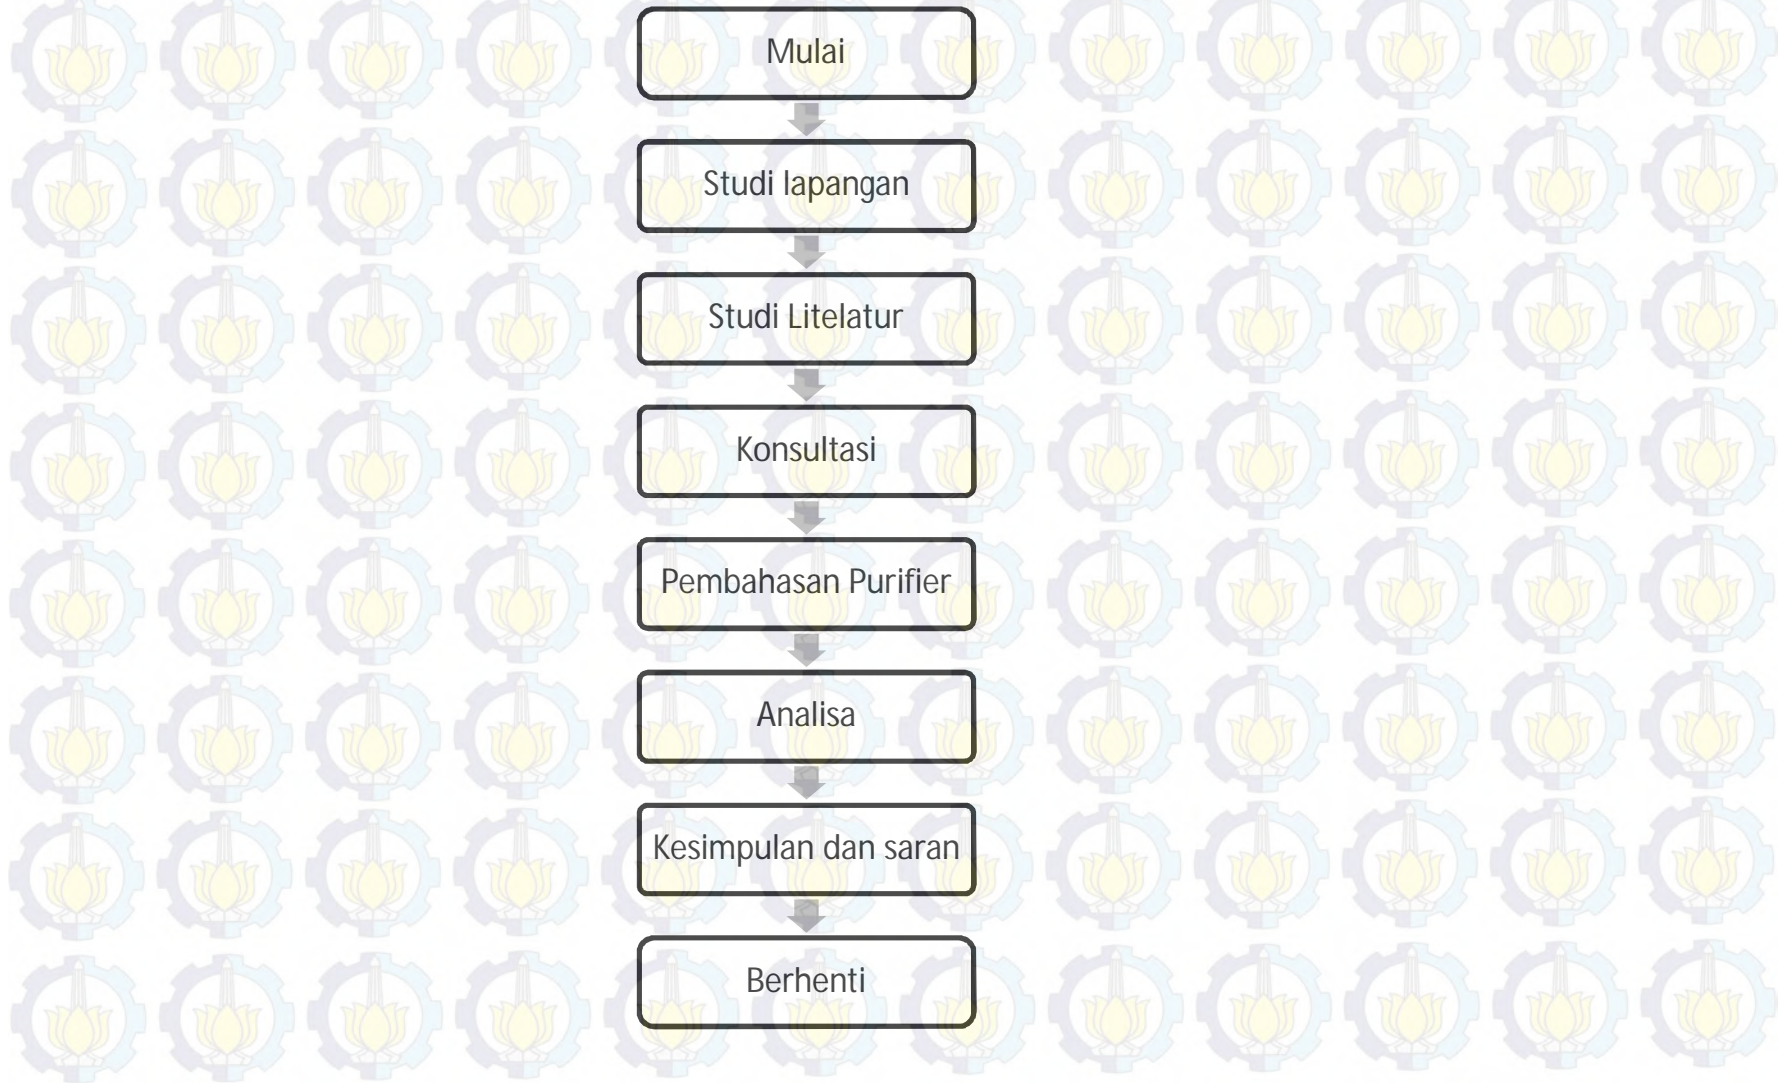 Mulai
Studi lapangan
Studi Litelatur
Konsultasi
Pembahasan Purifier
Analisa
Kesimpulan dan saran
Berhenti